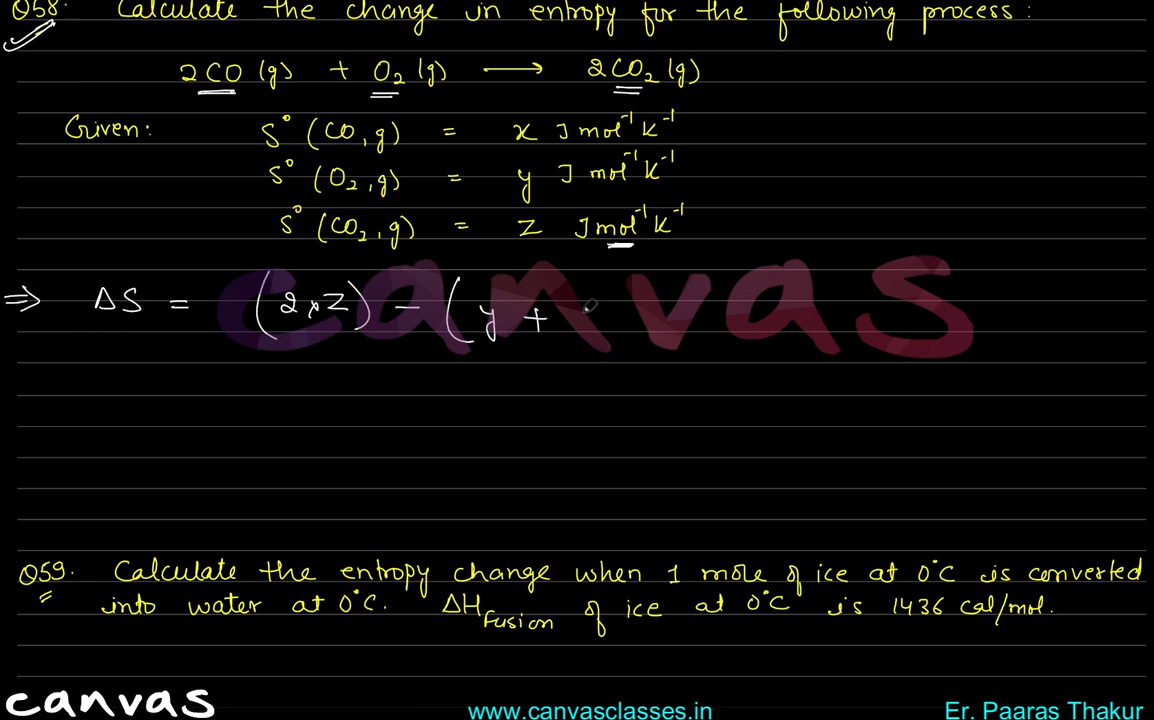 Q58. Calculate the change in entropy for the following process:
2CO (g) + O₂ (g) ⟶ 2CO₂ (g)
Given: S° (CO, g) = x J mol⁻¹ K⁻¹
S° (O₂, g) = y J mol⁻¹ K⁻¹
S° (CO₂, g) = z J mol⁻¹ K⁻¹
⇒ ΔS = (2 × z) − (y +
canvas
Q59. Calculate the entropy change when 1 mole of ice at 0°C is converted
into water at 0°C. ΔH_Fusion of ice at 0°C is 1436 Cal/mol.
canvas www.canvasclasses.in Er. Paaras Thakur